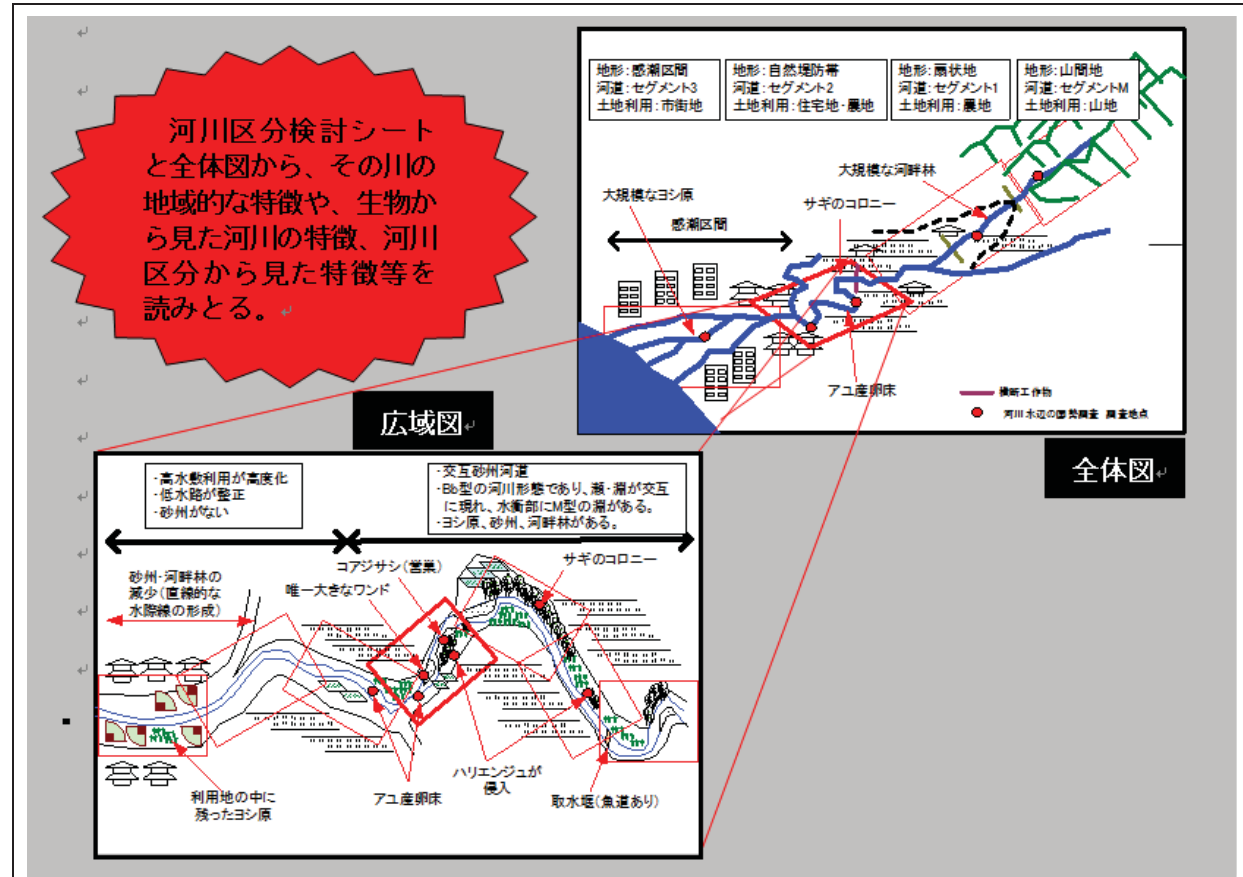 河川区分検討シート
と全体図から、その川の
地域的な特徴や、生物か
ら見た河川の特徴、河川
区分から見た特徴等を
読みとる。
地形:感潮区間
河道:セグメント3
土地利用:市街地
地形:自然堤防帯
河道:セグメント2
土地利用:住宅地・農地
地形:扇状地
河道:セグメント1
土地利用:農地
地形:山間地
河道:セグメントM
土地利用:山地
大規模な河畔林
大規模なヨシ原
サギのコロニー
感潮区間
アユ産卵床
横断工作物
河川水辺の国勢調査 調査地点
全体図
広域図
・高水敷利用が高度化
・低水路が整正
・砂州がない
・交互砂州河道
・Bb型の河川形態であり、瀬・淵が交互
に現れ、水衝部にM型の淵がある。
・ヨシ原、砂州、河畔林がある。
コアジサシ(営巣)
サギのコロニー
砂州・河畔林の
減少(直線的な
水際線の形成)
唯一大きなワンド
利用地の中に
残ったヨシ原
アユ産卵床
ハリエンジュが
侵入
取水堰(魚道あり)